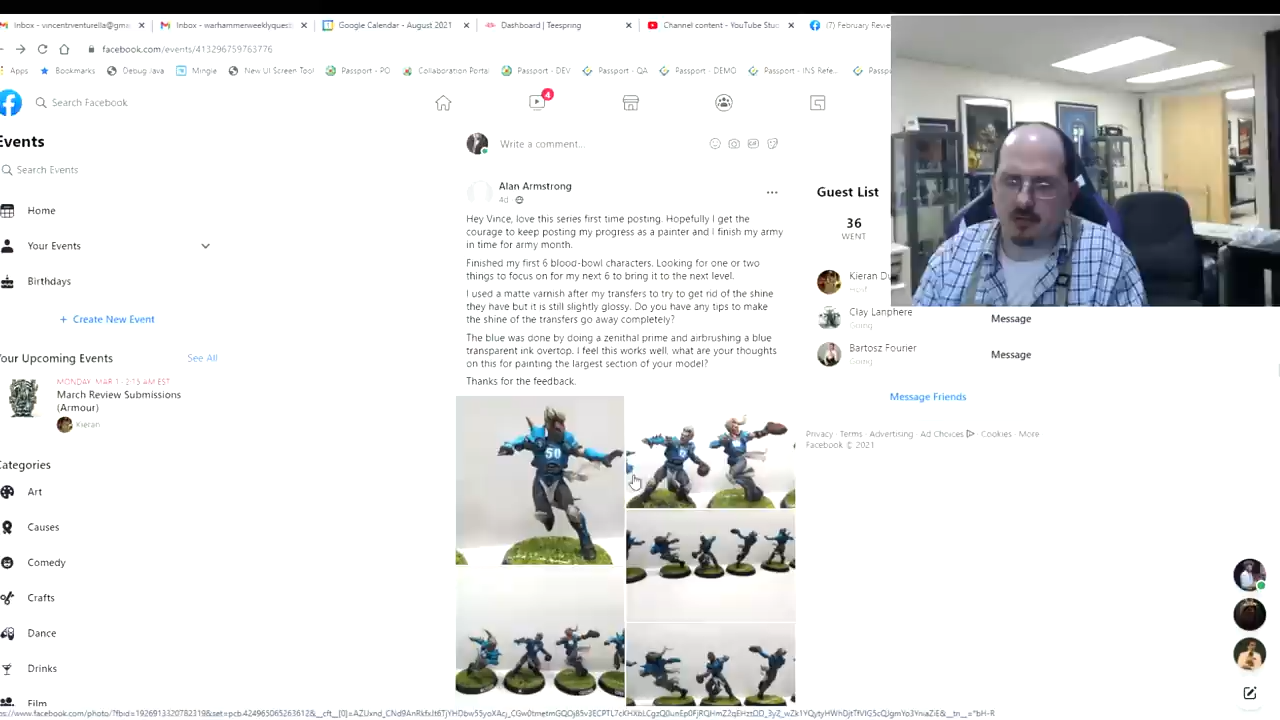 Inbox - vincentrventurella@gma
Inbox - warhammerweeklyquest
Google Calendar - August 2021
Dashboard | Teespring
Channel content - YouTube Stu
(7) February Revie
facebook.com/events/413296759763776
Apps
Bookmarks
Debug Java
Mingle
New UI Screen Tool
Passport - PO
Collaboration Portal
Passport - DEV
Passport - QA
Passport - DEMO
Passport - INS Refe...
Pass
Search Facebook
4
Events
Search Events
Home
Your Events
Birthdays
+ Create New Event
Your Upcoming Events
See All
MONDAY, MAR 1 · 2:15 AM EST
March Review Submissions
(Armour)
Kieran
Categories
Art
Causes
Comedy
Crafts
Dance
Drinks
Film
Write a comment...
Alan Armstrong
4d ·
Hey Vince, love this series first time posting. Hopefully I get the
courage to keep posting my progress as a painter and I finish my army
in time for army month.
Finished my first 6 blood-bowl characters. Looking for one or two
things to focus on for my next 6 to bring it to the next level.
I used a matte varnish after my transfers to try to get rid of the shine
they have but it is still slightly glossy. Do you have any tips to make
the shine of the transfers go away completely?
The blue was done by doing a zenithal prime and airbrushing a blue
transparent ink overtop. I feel this works well, what are your thoughts
on this for painting the largest section of your model?
Thanks for the feedback.
50
Guest List
36
WENT
Kieran Du
Host
Clay Lanphere
Going
Message
Bartosz Fourier
Going
Message
Message Friends
Privacy · Terms · Advertising · Ad Choices · Cookies · More
Facebook © 2021